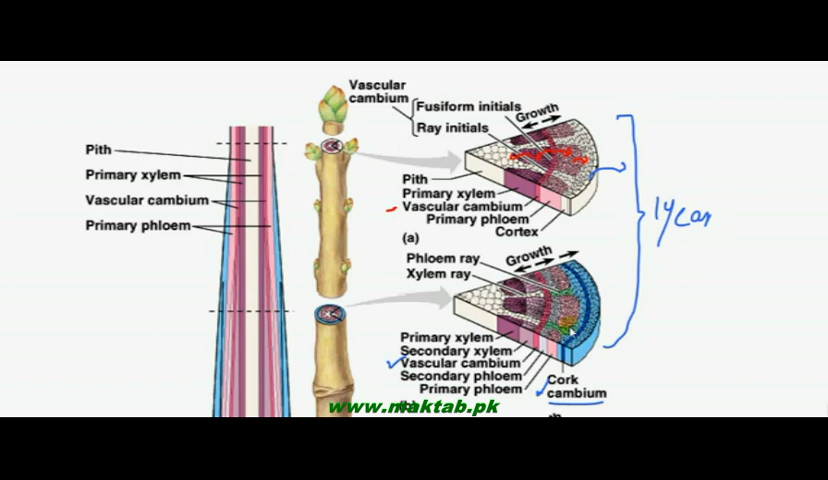 Pith
Primary xylem
Vascular cambium
Primary phloem
Vascular
cambium
Fusiform initials
Ray initials
Growth
Pith
Primary xylem
Vascular cambium
Primary phloem
Cortex
(a)
1 year
Phloem ray
Xylem ray
Growth
Primary xylem
Secondary xylem
Vascular cambium
Secondary phloem
Primary phloem
Cork
cambium
www.maktab.pk